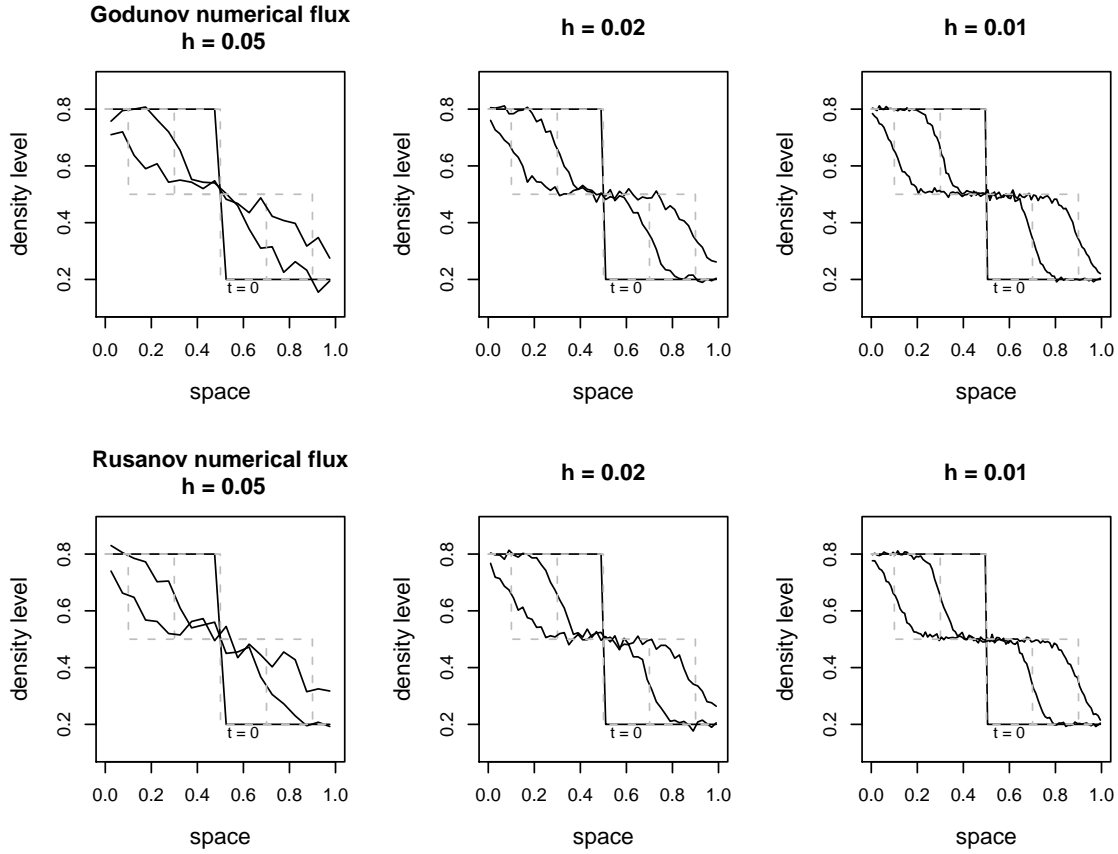 Godunov numerical flux
h = 0.05
density level
0.8
0.6
0.4
0.2
t = 0
0.0 0.2 0.4 0.6 0.8 1.0
space
h = 0.02
density level
0.8
0.6
0.4
0.2
t = 0
0.0 0.2 0.4 0.6 0.8 1.0
space
h = 0.01
density level
0.8
0.6
0.4
0.2
t = 0
0.0 0.2 0.4 0.6 0.8 1.0
space
Rusanov numerical flux
h = 0.05
density level
0.8
0.6
0.4
0.2
t = 0
0.0 0.2 0.4 0.6 0.8 1.0
space
h = 0.02
density level
0.8
0.6
0.4
0.2
t = 0
0.0 0.2 0.4 0.6 0.8 1.0
space
h = 0.01
density level
0.8
0.6
0.4
0.2
t = 0
0.0 0.2 0.4 0.6 0.8 1.0
space